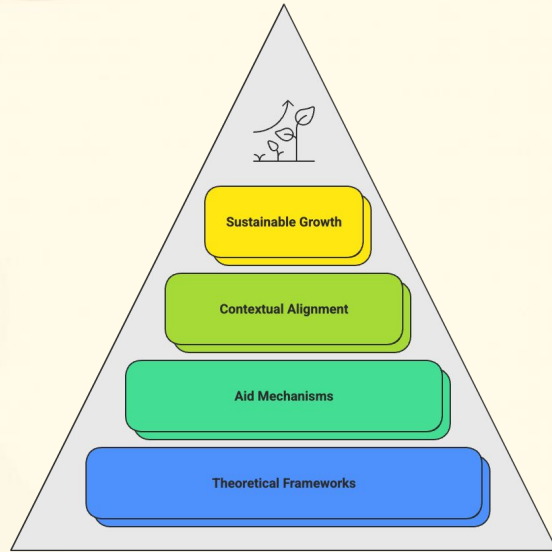 Sustainable Growth
Contextual Alignment
Aid Mechanisms
Theoretical Frameworks